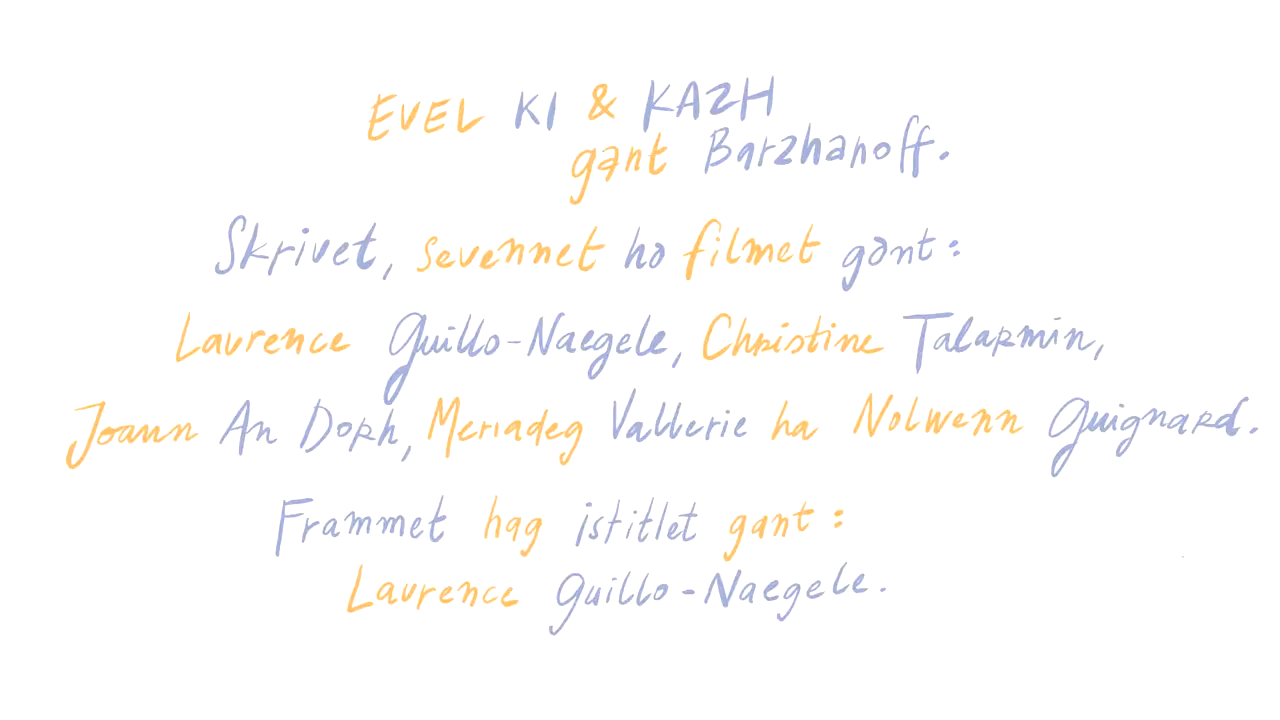 EVEL KI & KAZH
gant Barzhanoff.
Skrivet, sevennet ha filmet gant:
Laurence Guillo-Naegele, Christine Talarmin,
Joann An Dorh, Meriadeg Vallerie ha Nolwenn Guignard.
Frammet hag istitlet gant:
Laurence Guillo-Naegele.